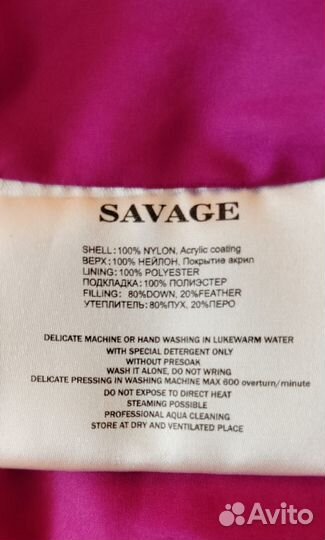 SAVAGE
SHELL: 100% NYLON, Acrylic coating
ВЕРХ: 100% НЕЙЛОН, Покрытие акрил
LINING: 100% POLYESTER
ПОДКЛАДКА: 100% ПОЛИЭСТЕР
FILLING: 80%DOWN, 20%FEATHER
УТЕПЛИТЕЛЬ: 80%ПУХ, 20%ПЕРО
DELICATE MACHINE OR HAND WASHING IN LUKEWARM WATER
WITH SPECIAL DETERGENT ONLY
WITHOUT PRESOAK
WASH IT ALONE, DO NOT WRING
DELICATE PRESSING IN WASHING MACHINE MAX 600 overturn/minute
DO NOT EXPOSE TO DIRECT HEAT
STEAMING POSSIBLE
PROFESSIONAL AQUA CLEANING
STORE AT DRY AND VENTILATED PLACE
Avito